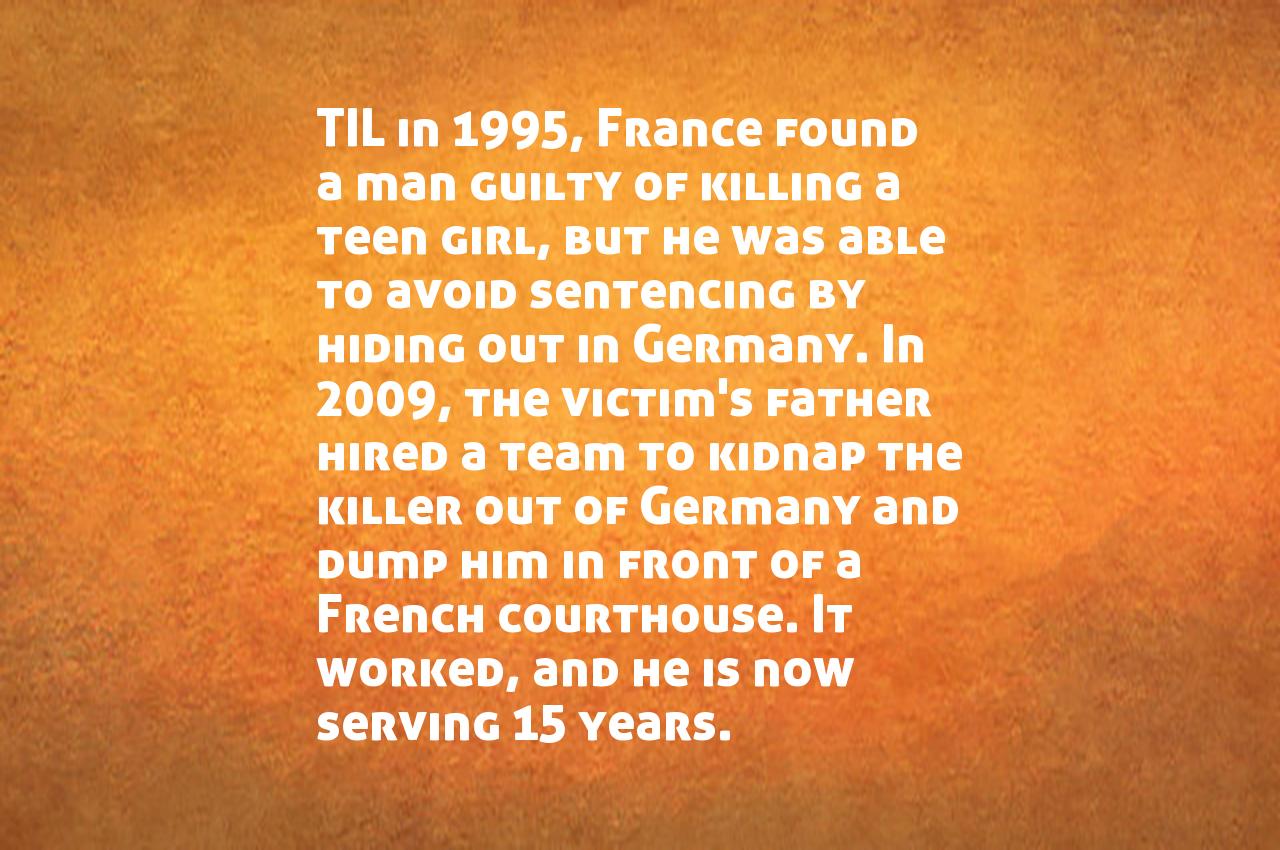 TIL in 1995, France found
a man guilty of killing a
teen girl, but he was able
to avoid sentencing by
hiding out in Germany. In
2009, the victim's father
hired a team to kidnap the
killer out of Germany and
dump him in front of a
French courthouse. It
worked, and he is now
serving 15 years.